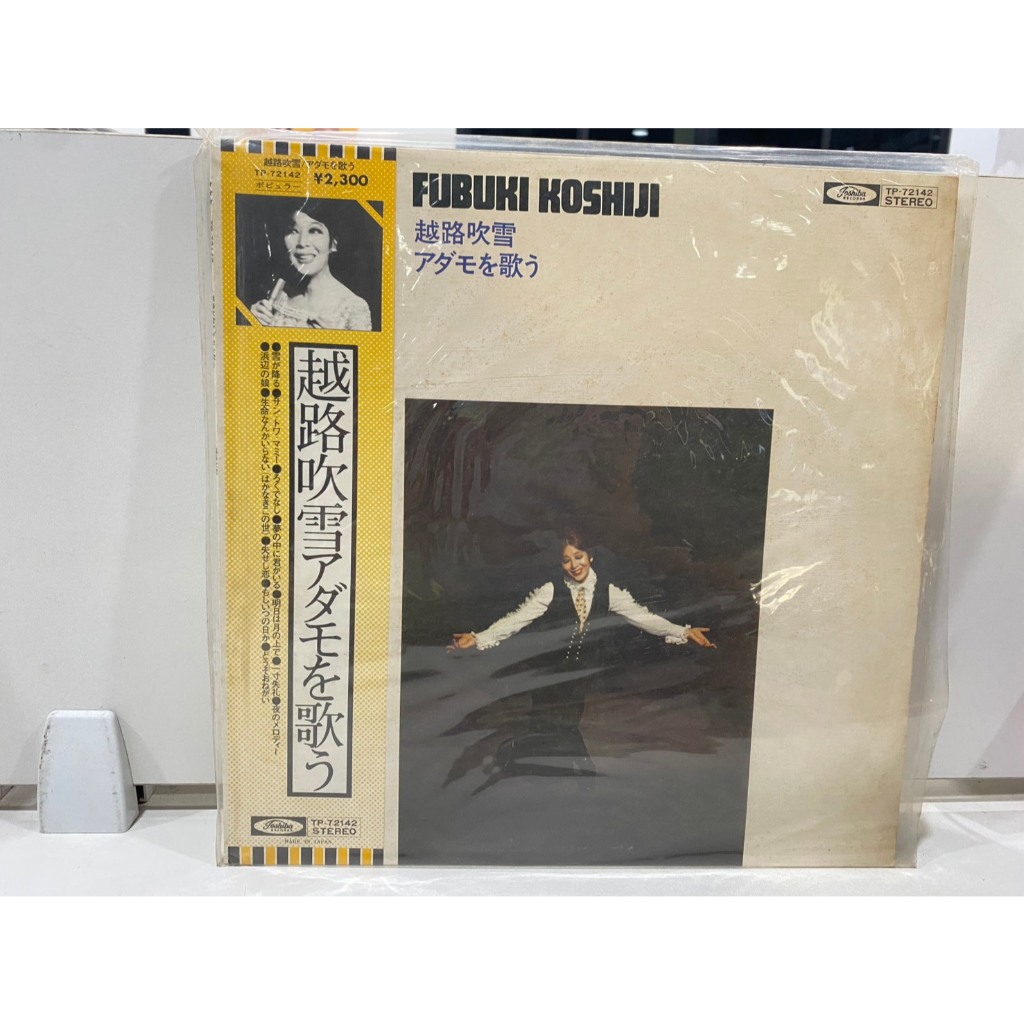 越路吹雪/アダモを歌う
TP-72142 ¥2,300
ポピュラー
越路吹雪アダモを歌う
●雪が降る●サン・トワ・マミー●ろくでなし●夢の中に君がいる●明日は月の上で●一寸失礼●夜のメロディー
●浜辺の娘●生命なんかいらない はかなきこの世●失せし恋●もしいつの日か●どうぞおねがい
Toshiba
RECORDS
TP-72142
STEREO
MADE IN JAPAN
FUBUKI KOSHIJI
越路吹雪
アダモを歌う
Toshiba
RECORDS
TP-72142
STEREO